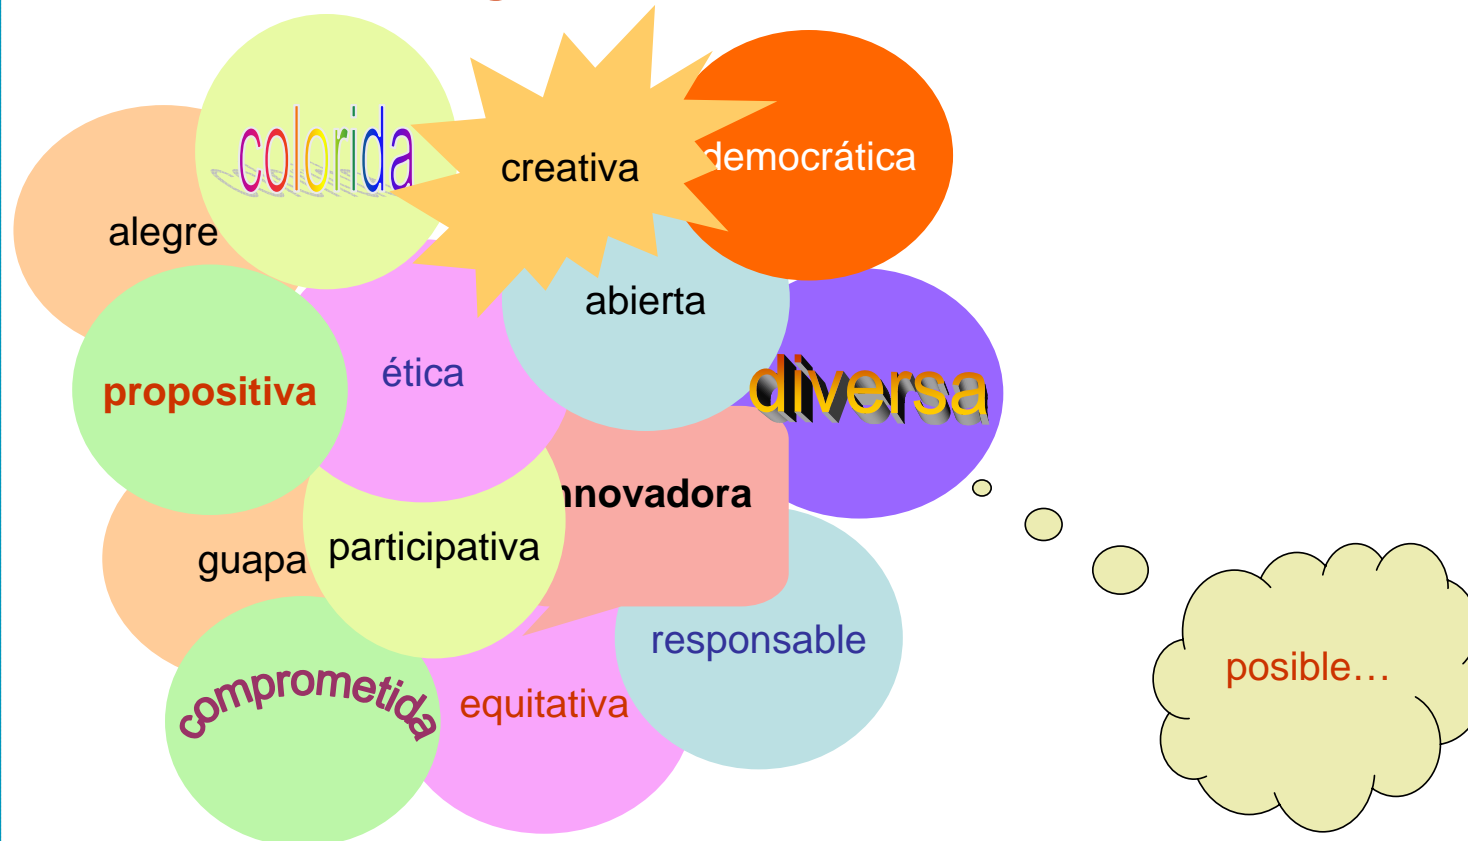 colorida
creativa
democrática
alegre
abierta
ética
propositiva
diversa
nnovadora
participativa
guapa
responsable
posible…
comprometida
equitativa